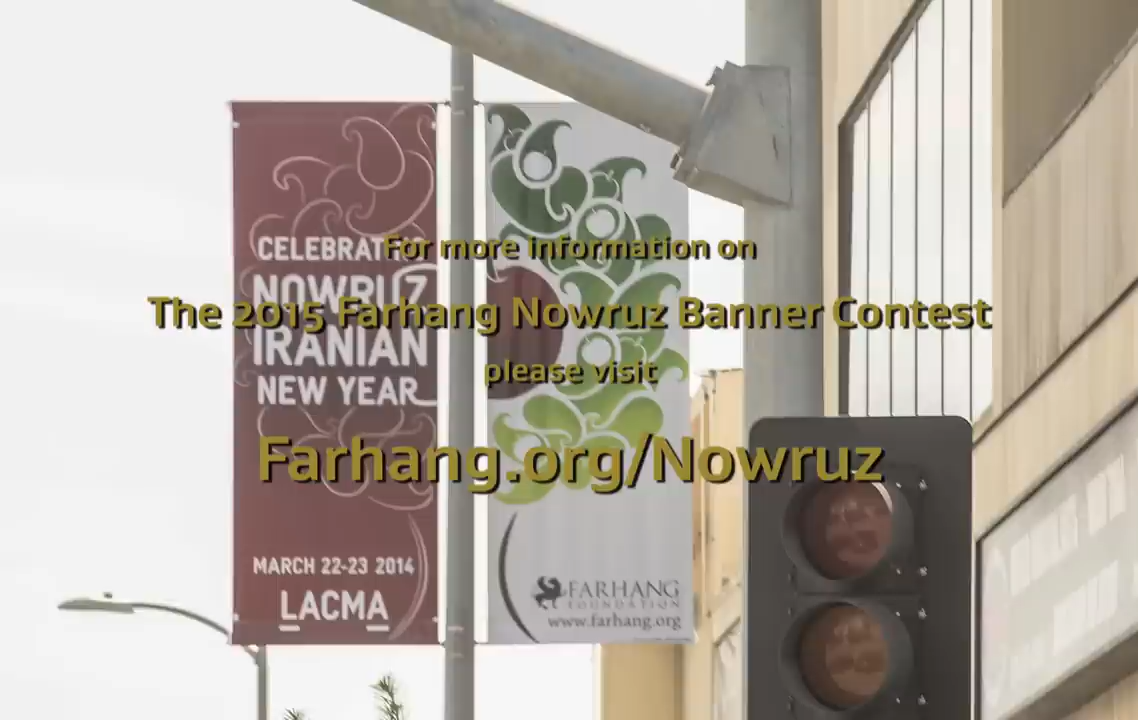 For more information on
The 2015 Farhang Nowruz Banner Contest
please visit
Farhang.org/Nowruz
CELEBRATING
NOWRUZ
IRANIAN
NEW YEAR
MARCH 22-23 2014
LACMA
FARHANG
FOUNDATION
www.farhang.org